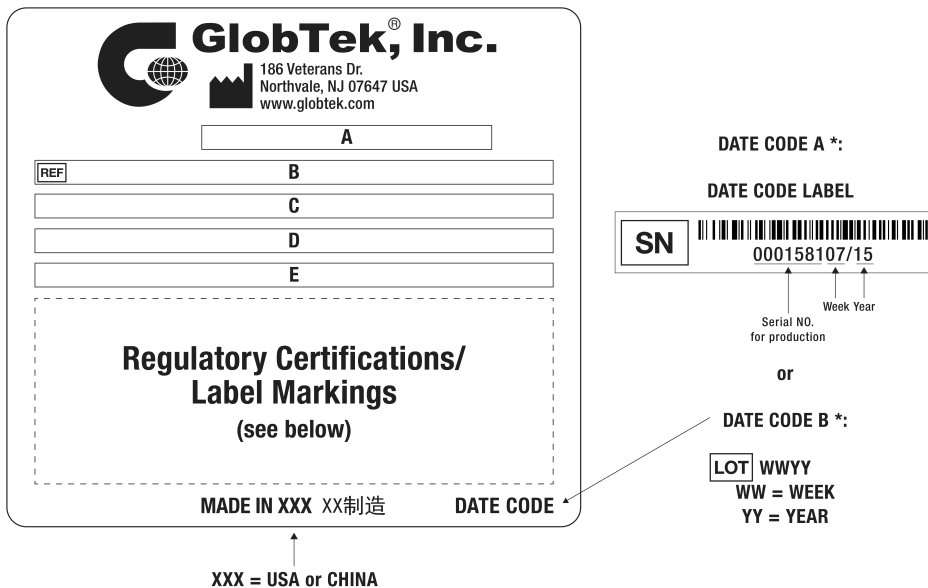 GlobTek,® Inc.
186 Veterans Dr.
Northvale, NJ 07647 USA
www.globtek.com
A
REF B
C
D
E
Regulatory Certifications/
Label Markings
(see below)
MADE IN XXX XX制造 DATE CODE
XXX = USA or CHINA
DATE CODE A *:
DATE CODE LABEL
SN
000158107/15
Week Year
Serial NO.
for production
or
DATE CODE B *:
LOT WWYY
WW = WEEK
YY = YEAR